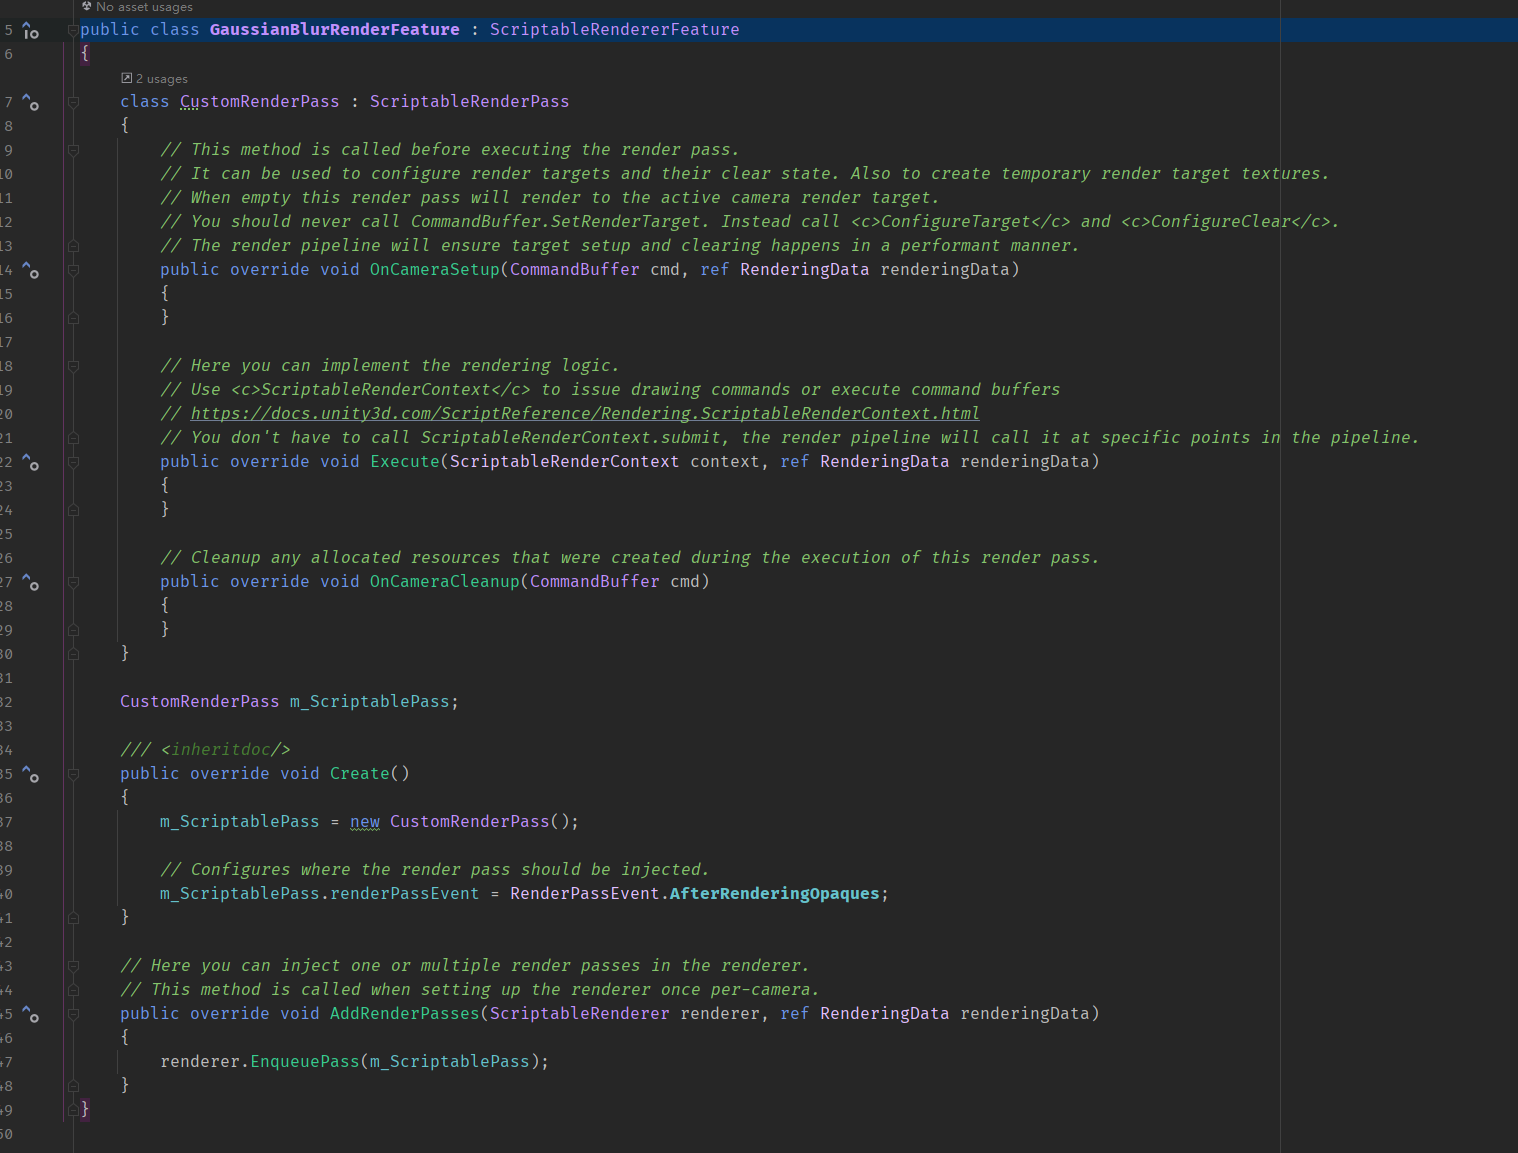 No asset usages
5 public class GaussianBlurRenderFeature : ScriptableRendererFeature
6 {
2 usages
7 class CustomRenderPass : ScriptableRenderPass
8 {
9 // This method is called before executing the render pass.
10 // It can be used to configure render targets and their clear state. Also to create temporary render target textures.
11 // When empty this render pass will render to the active camera render target.
12 // You should never call CommandBuffer.SetRenderTarget. Instead call <c>ConfigureTarget</c> and <c>ConfigureClear</c>.
13 // The render pipeline will ensure target setup and clearing happens in a performant manner.
14 public override void OnCameraSetup(CommandBuffer cmd, ref RenderingData renderingData)
15 {
16 }
17
18 // Here you can implement the rendering logic.
19 // Use <c>ScriptableRenderContext</c> to issue drawing commands or execute command buffers
20 // https://docs.unity3d.com/ScriptReference/Rendering.ScriptableRenderContext.html
21 // You don't have to call ScriptableRenderContext.submit, the render pipeline will call it at specific points in the pipeline.
22 public override void Execute(ScriptableRenderContext context, ref RenderingData renderingData)
23 {
24 }
25
26 // Cleanup any allocated resources that were created during the execution of this render pass.
27 public override void OnCameraCleanup(CommandBuffer cmd)
28 {
29 }
30 }
31
32 CustomRenderPass m_ScriptablePass;
33
34 /// <inheritdoc/>
35 public override void Create()
36 {
37 m_ScriptablePass = new CustomRenderPass();
38
39 // Configures where the render pass should be injected.
40 m_ScriptablePass.renderPassEvent = RenderPassEvent.AfterRenderingOpaques;
41 }
42
43 // Here you can inject one or multiple render passes in the renderer.
44 // This method is called when setting up the renderer once per-camera.
45 public override void AddRenderPasses(ScriptableRenderer renderer, ref RenderingData renderingData)
46 {
47 renderer.EnqueuePass(m_ScriptablePass);
48 }
49 }
50